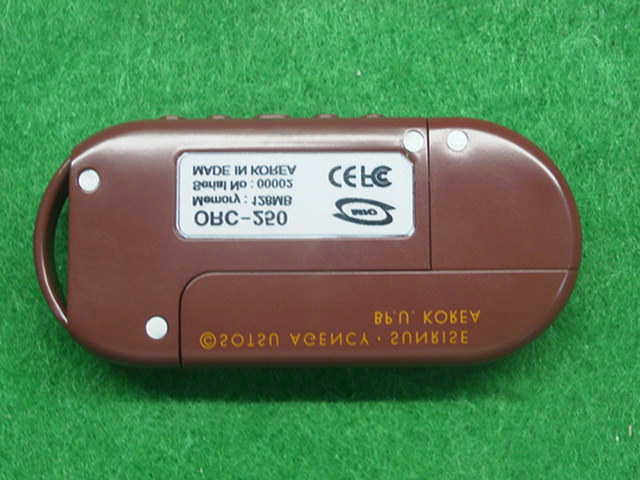 ©SOTSU AGENCY · SUNRISE
BP.U. KOREA
ORC-250
Memory : 128MB
Serial No : 00002
MADE IN KOREA
CE FC